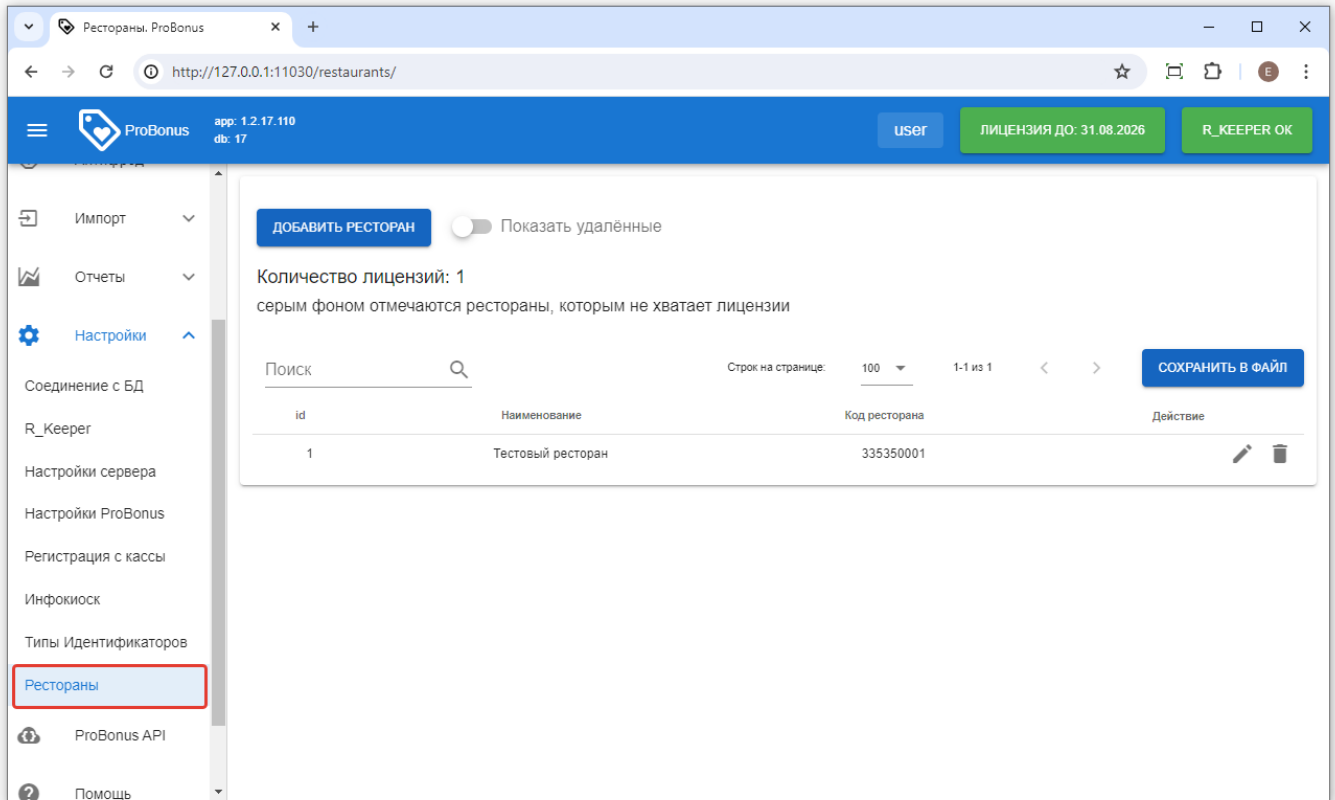 Рестораны. ProBonus
http://127.0.0.1:11030/restaurants/
E
ProBonus
app: 1.2.17.110
db: 17
user
ЛИЦЕНЗИЯ ДО: 31.08.2026
R_KEEPER OK
Импорт
Отчеты
Настройки
Соединение с БД
R_Keeper
Настройки сервера
Настройки ProBonus
Регистрация с кассы
Инфокиоск
Типы Идентификаторов
Рестораны
ProBonus API
Помощь
ДОБАВИТЬ РЕСТОРАН
Показать удалённые
Количество лицензий: 1
серым фоном отмечаются рестораны, которым не хватает лицензии
Поиск
Строк на странице: 100 1-1 из 1
СОХРАНИТЬ В ФАЙЛ
id Наименование Код ресторана Действие
1 Тестовый ресторан 335350001